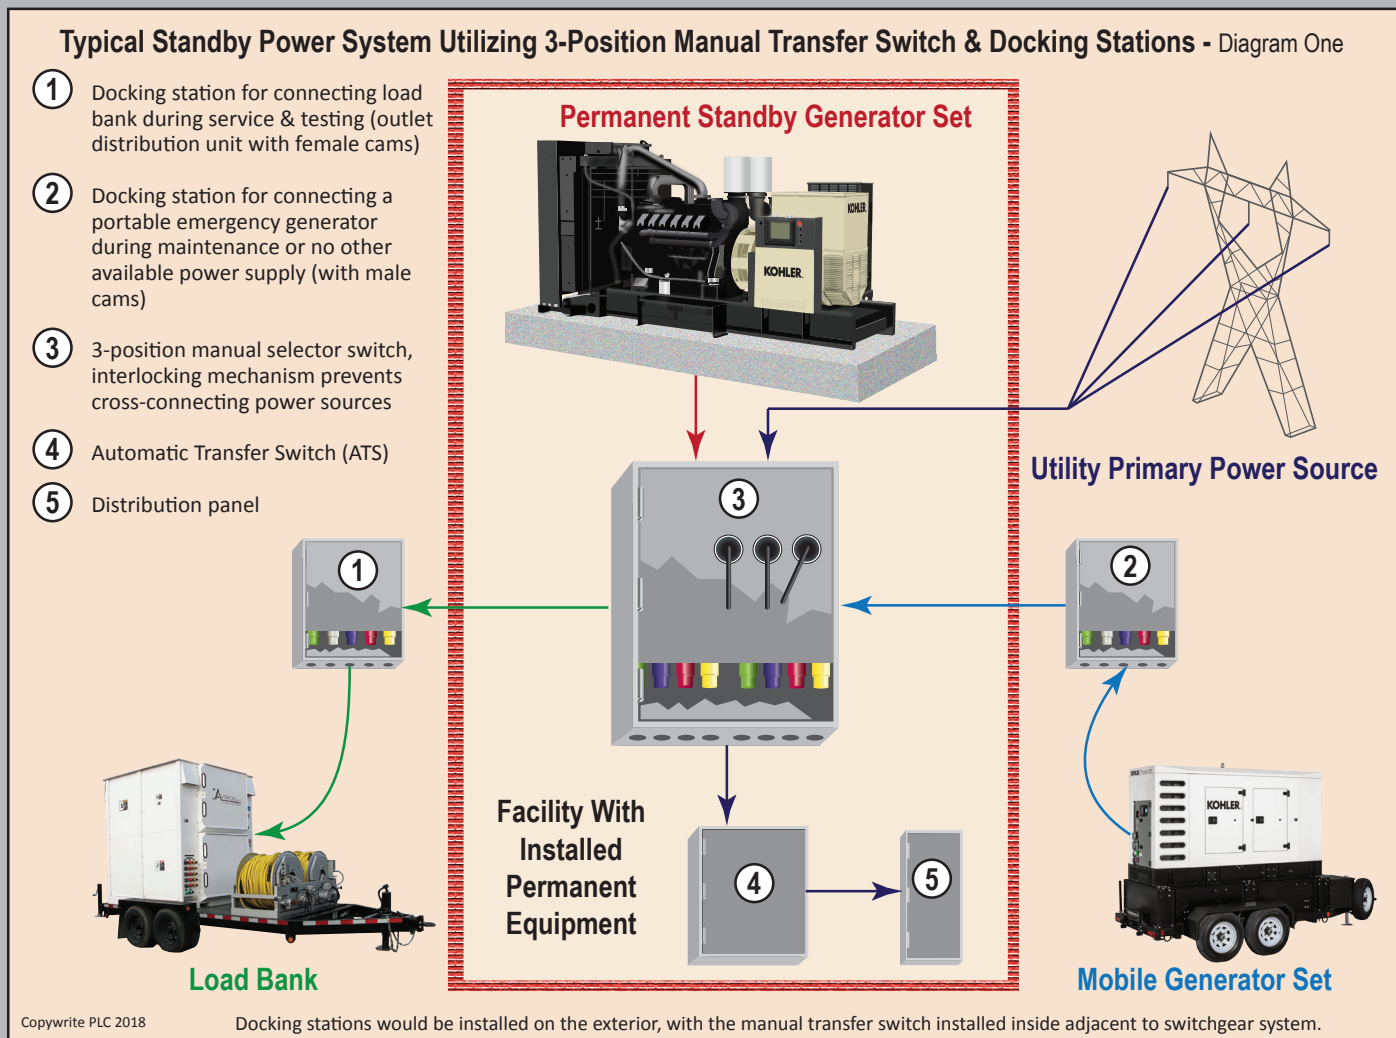 Typical Standby Power System Utilizing 3-Position Manual Transfer Switch & Docking Stations - Diagram One
1 Docking station for connecting load
bank during service & testing (outlet
distribution unit with female cams)
2 Docking station for connecting a
portable emergency generator
during maintenance or no other
available power supply (with male
cams)
3 3-position manual selector switch,
interlocking mechanism prevents
cross-connecting power sources
4 Automatic Transfer Switch (ATS)
5 Distribution panel
Permanent Standby Generator Set
KOHLER
KOHLER
Utility Primary Power Source
3
1
2
Facility With
Installed
Permanent
Equipment
4
5
KOHLER
Load Bank
Mobile Generator Set
Copywrite PLC 2018
Docking stations would be installed on the exterior, with the manual transfer switch installed inside adjacent to switchgear system.